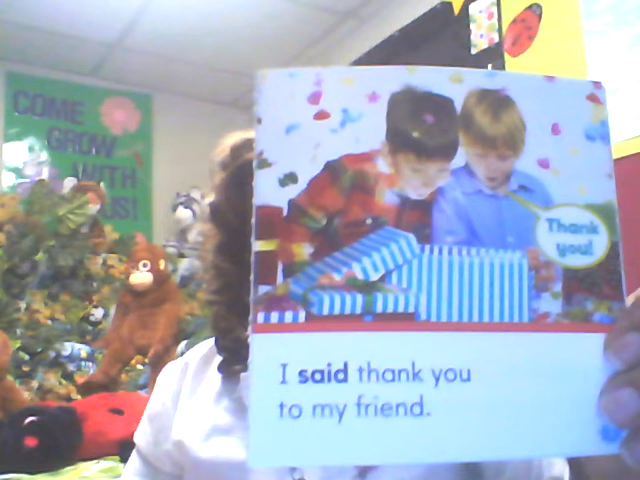 COME
GROW
WITH
US!
Thank
you!
I said thank you
to my friend.